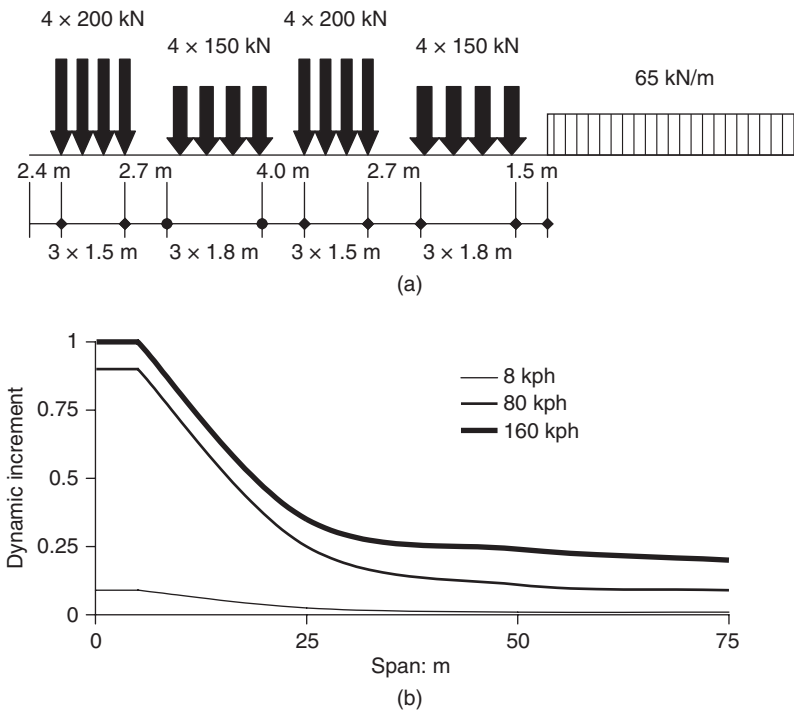 4 × 200 kN
4 × 150 kN
4 × 200 kN
4 × 150 kN
65 kN/m
2.4 m
2.7 m
4.0 m
2.7 m
1.5 m
3 × 1.5 m
3 × 1.8 m
3 × 1.5 m
3 × 1.8 m
(a)
1
0.75
0.5
0.25
0
Dynamic increment
8 kph
80 kph
160 kph
0
25
50
75
Span: m
(b)